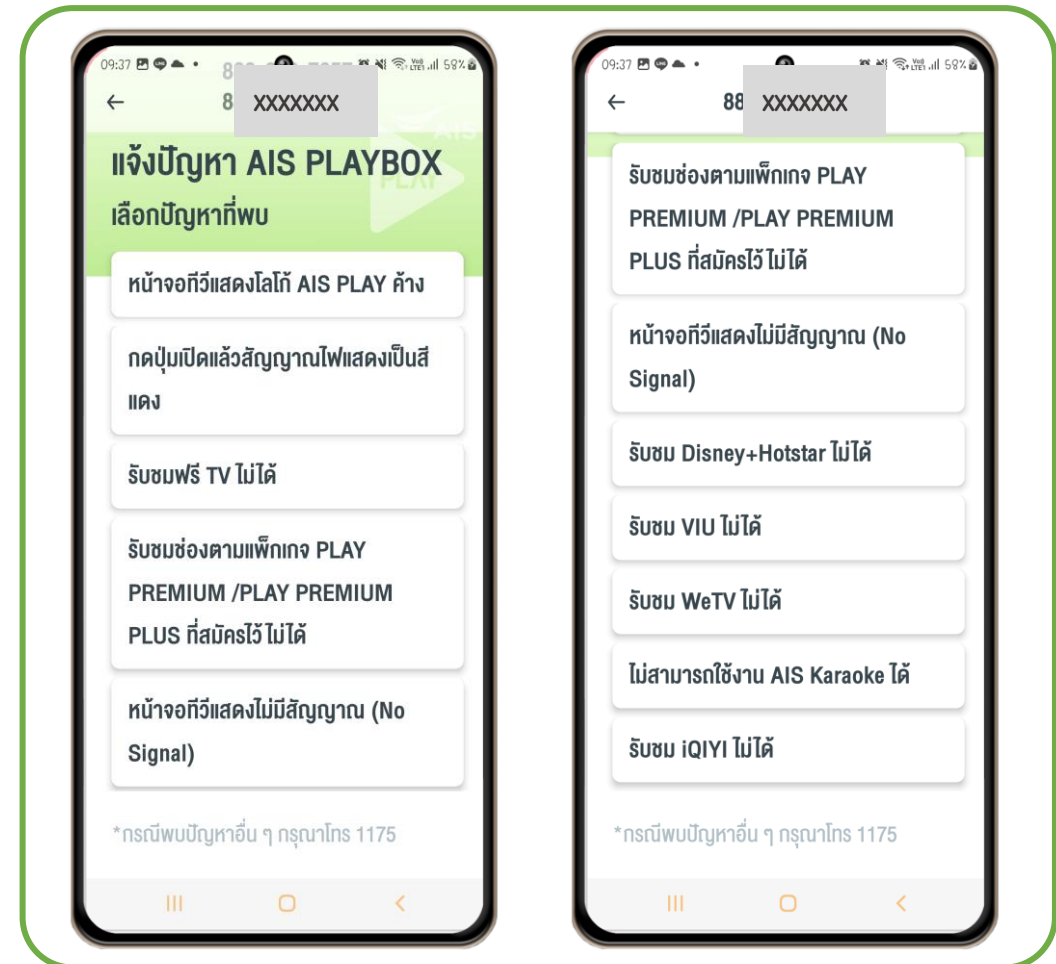 09:37
58%
8
XXXXXXX
แจ้งปัญหา AIS PLAYBOX
เลือกปัญหาที่พบ
หน้าจอทีวีแสดงโลโก้ AIS PLAY ค้าง
กดปุ่มเปิดแล้วสัญญาณไฟแสดงเป็นสี
แดง
รับชมฟรี TV ไม่ได้
รับชมช่องตามแพ็กเกจ PLAY
PREMIUM /PLAY PREMIUM
PLUS ที่สมัครไว้ ไม่ได้
หน้าจอทีวีแสดงไม่มีสัญญาณ (No
Signal)
*กรณีพบปัญหาอื่น ๆ กรุณาโทร 1175
09:37
58%
88
XXXXXXX
รับชมช่องตามแพ็กเกจ PLAY
PREMIUM /PLAY PREMIUM
PLUS ที่สมัครไว้ ไม่ได้
หน้าจอทีวีแสดงไม่มีสัญญาณ (No
Signal)
รับชม Disney+Hotstar ไม่ได้
รับชม VIU ไม่ได้
รับชม WeTV ไม่ได้
ไม่สามารถใช้งาน AIS Karaoke ได้
รับชม iQIYI ไม่ได้
*กรณีพบปัญหาอื่น ๆ กรุณาโทร 1175